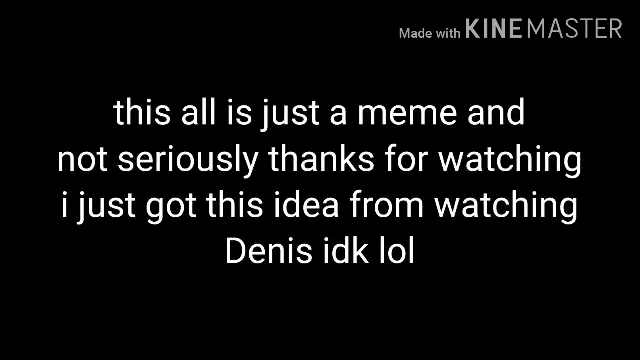 Made with KINEMASTER
this all is just a meme and
not seriously thanks for watching
i just got this idea from watching
Denis idk lol